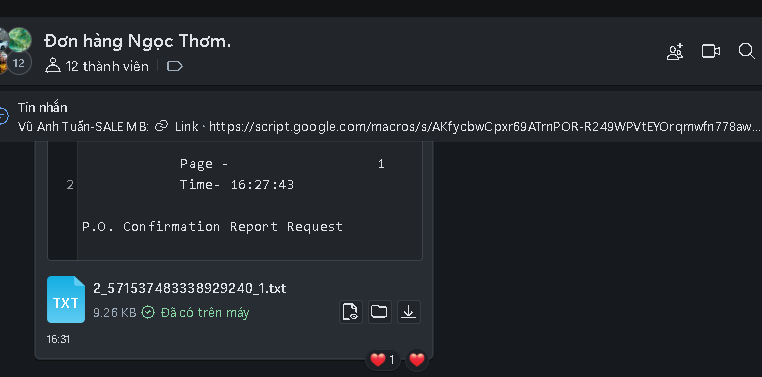 Đơn hàng Ngọc Thơm.
12
12 thành viên
Tin nhắn
Vũ Anh Tuấn-SALE MB: Link · https://script.google.com/macros/s/AKfycbwCpxr69ATrnPOR-R249WPVtEYOrqmwfn778aw...
Page - 1
2 Time- 16:27:43
P.O. Confirmation Report Request
TXT
2_571537483338929240_1.txt
9.26 KB Đã có trên máy
16:31
1